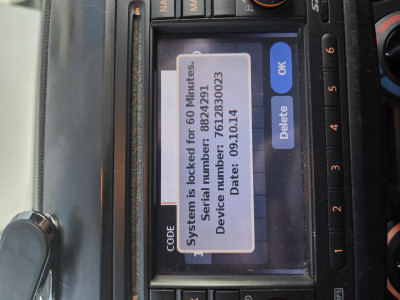 CODE
System is locked for 60 Minutes.
Serial number: 8824291
Device number: 7612830023
Date: 09.10.14
Delete
OK
1 2 3 4 5 6